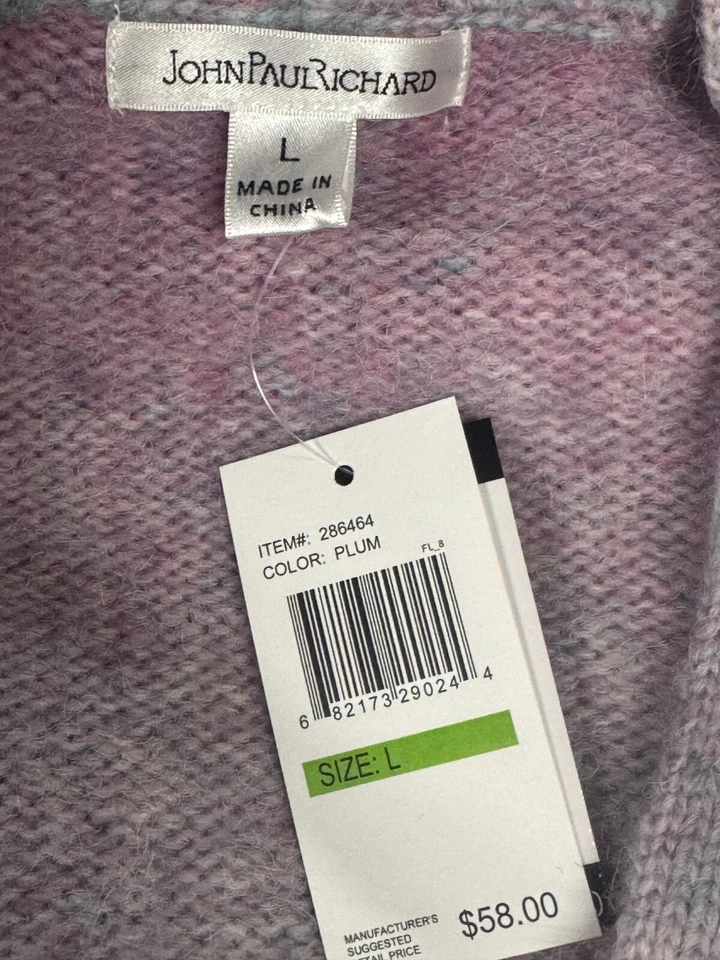 JOHNPAULRICHARD
L
MADE IN
CHINA
ITEM#: 286464
COLOR: PLUM
FL_8
6 82173 29024 4
SIZE: L
MANUFACTURER'S
SUGGESTED
PRICE
$58.00